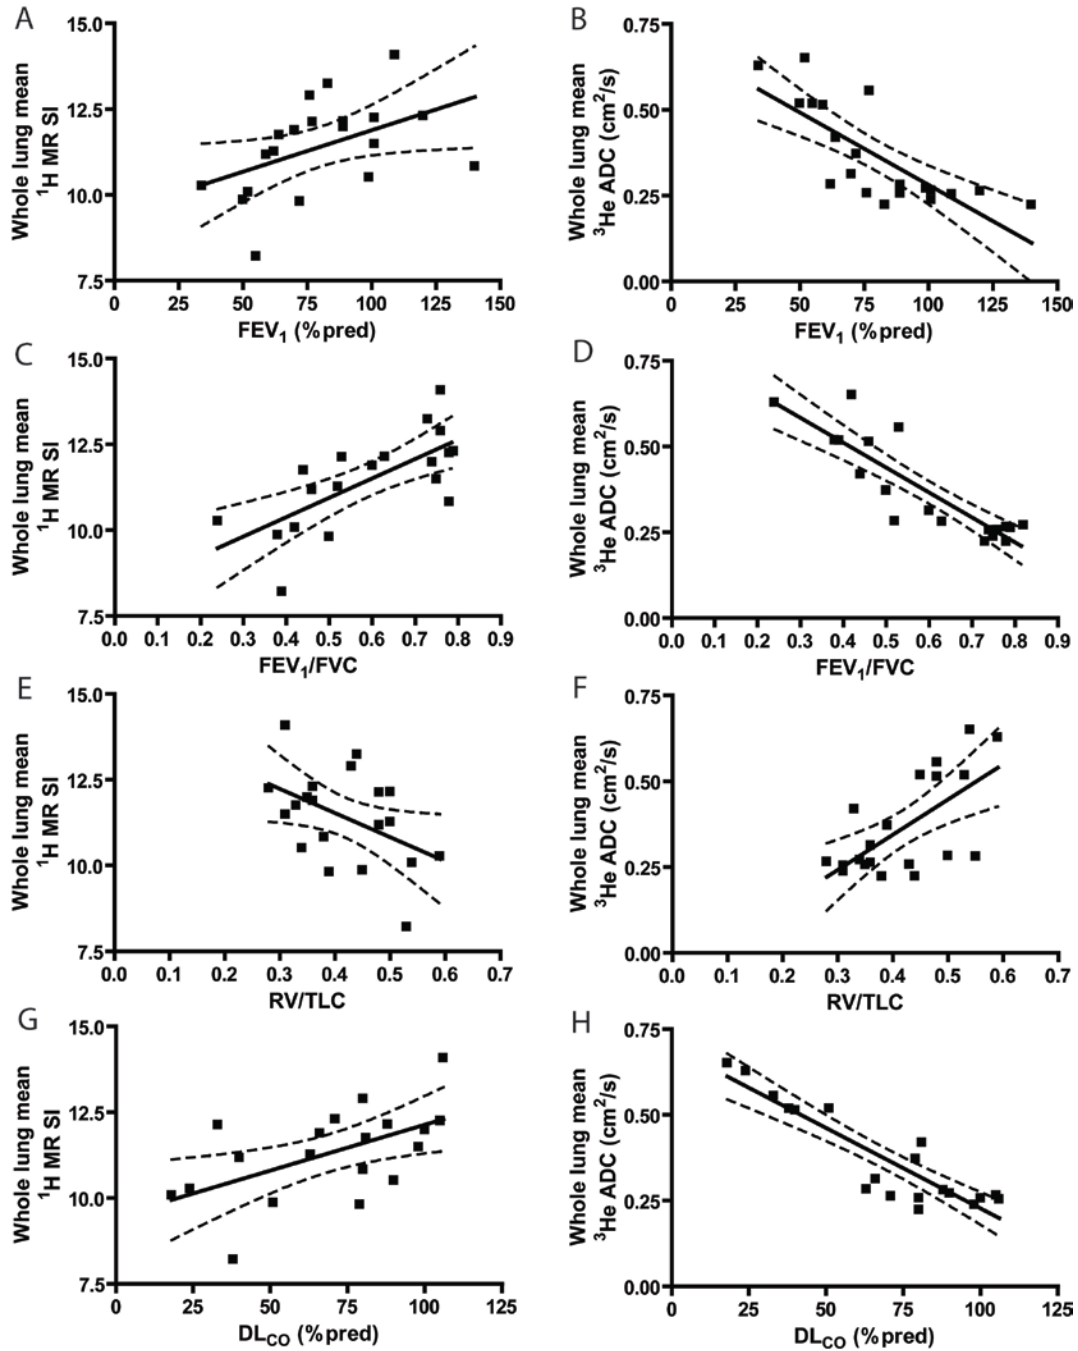 A
Whole lung mean
¹H MR SI
15.0
12.5
10.0
7.5
0 25 50 75 100 125 150
FEV₁ (%pred)
B
Whole lung mean
³He ADC (cm²/s)
0.75
0.50
0.25
0.00
0 25 50 75 100 125 150
FEV₁ (%pred)
C
Whole lung mean
¹H MR SI
15.0
12.5
10.0
7.5
0.0 0.1 0.2 0.3 0.4 0.5 0.6 0.7 0.8 0.9
FEV₁/FVC
D
Whole lung mean
³He ADC (cm²/s)
0.75
0.50
0.25
0.00
0.0 0.1 0.2 0.3 0.4 0.5 0.6 0.7 0.8 0.9
FEV₁/FVC
E
Whole lung mean
¹H MR SI
15.0
12.5
10.0
7.5
0.0 0.1 0.2 0.3 0.4 0.5 0.6 0.7
RV/TLC
F
Whole lung mean
³He ADC (cm²/s)
0.75
0.50
0.25
0.00
0.0 0.1 0.2 0.3 0.4 0.5 0.6 0.7
RV/TLC
G
Whole lung mean
¹H MR SI
15.0
12.5
10.0
7.5
0 25 50 75 100 125
DL_CO (%pred)
H
Whole lung mean
³He ADC (cm²/s)
0.75
0.50
0.25
0.00
0 25 50 75 100 125
DL_CO (%pred)